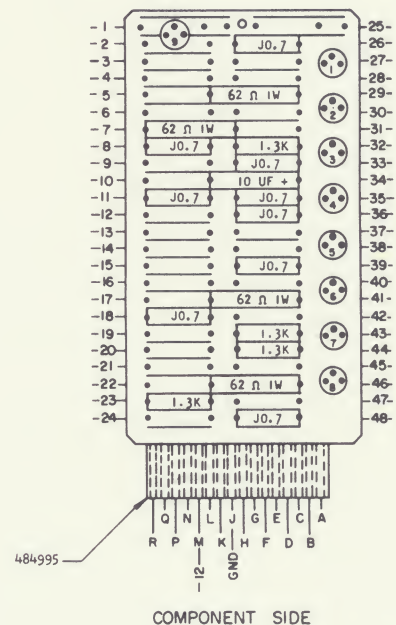 -1 9 25-
-2 J0.7 26-
-3 1 27-
-4 28-
-5 62 Ω 1W 29-
-6 2 30-
-7 62 Ω 1W 31-
-8 J0.7 1.3K 3 32-
-9 J0.7 33-
-10 10 UF + 34-
-11 J0.7 J0.7 4 35-
-12 J0.7 36-
-13 37-
-14 5 38-
-15 J0.7 39-
-16 6 40-
-17 62 Ω 1W 41-
-18 J0.7 42-
-19 1.3K 7 43-
-20 1.3K 44-
-21 45-
-22 62 Ω 1W 8 46-
-23 1.3K 47-
-24 J0.7 48-
Q N L J G E C A
R P M K H F D B
484995
-12
GND
COMPONENT SIDE